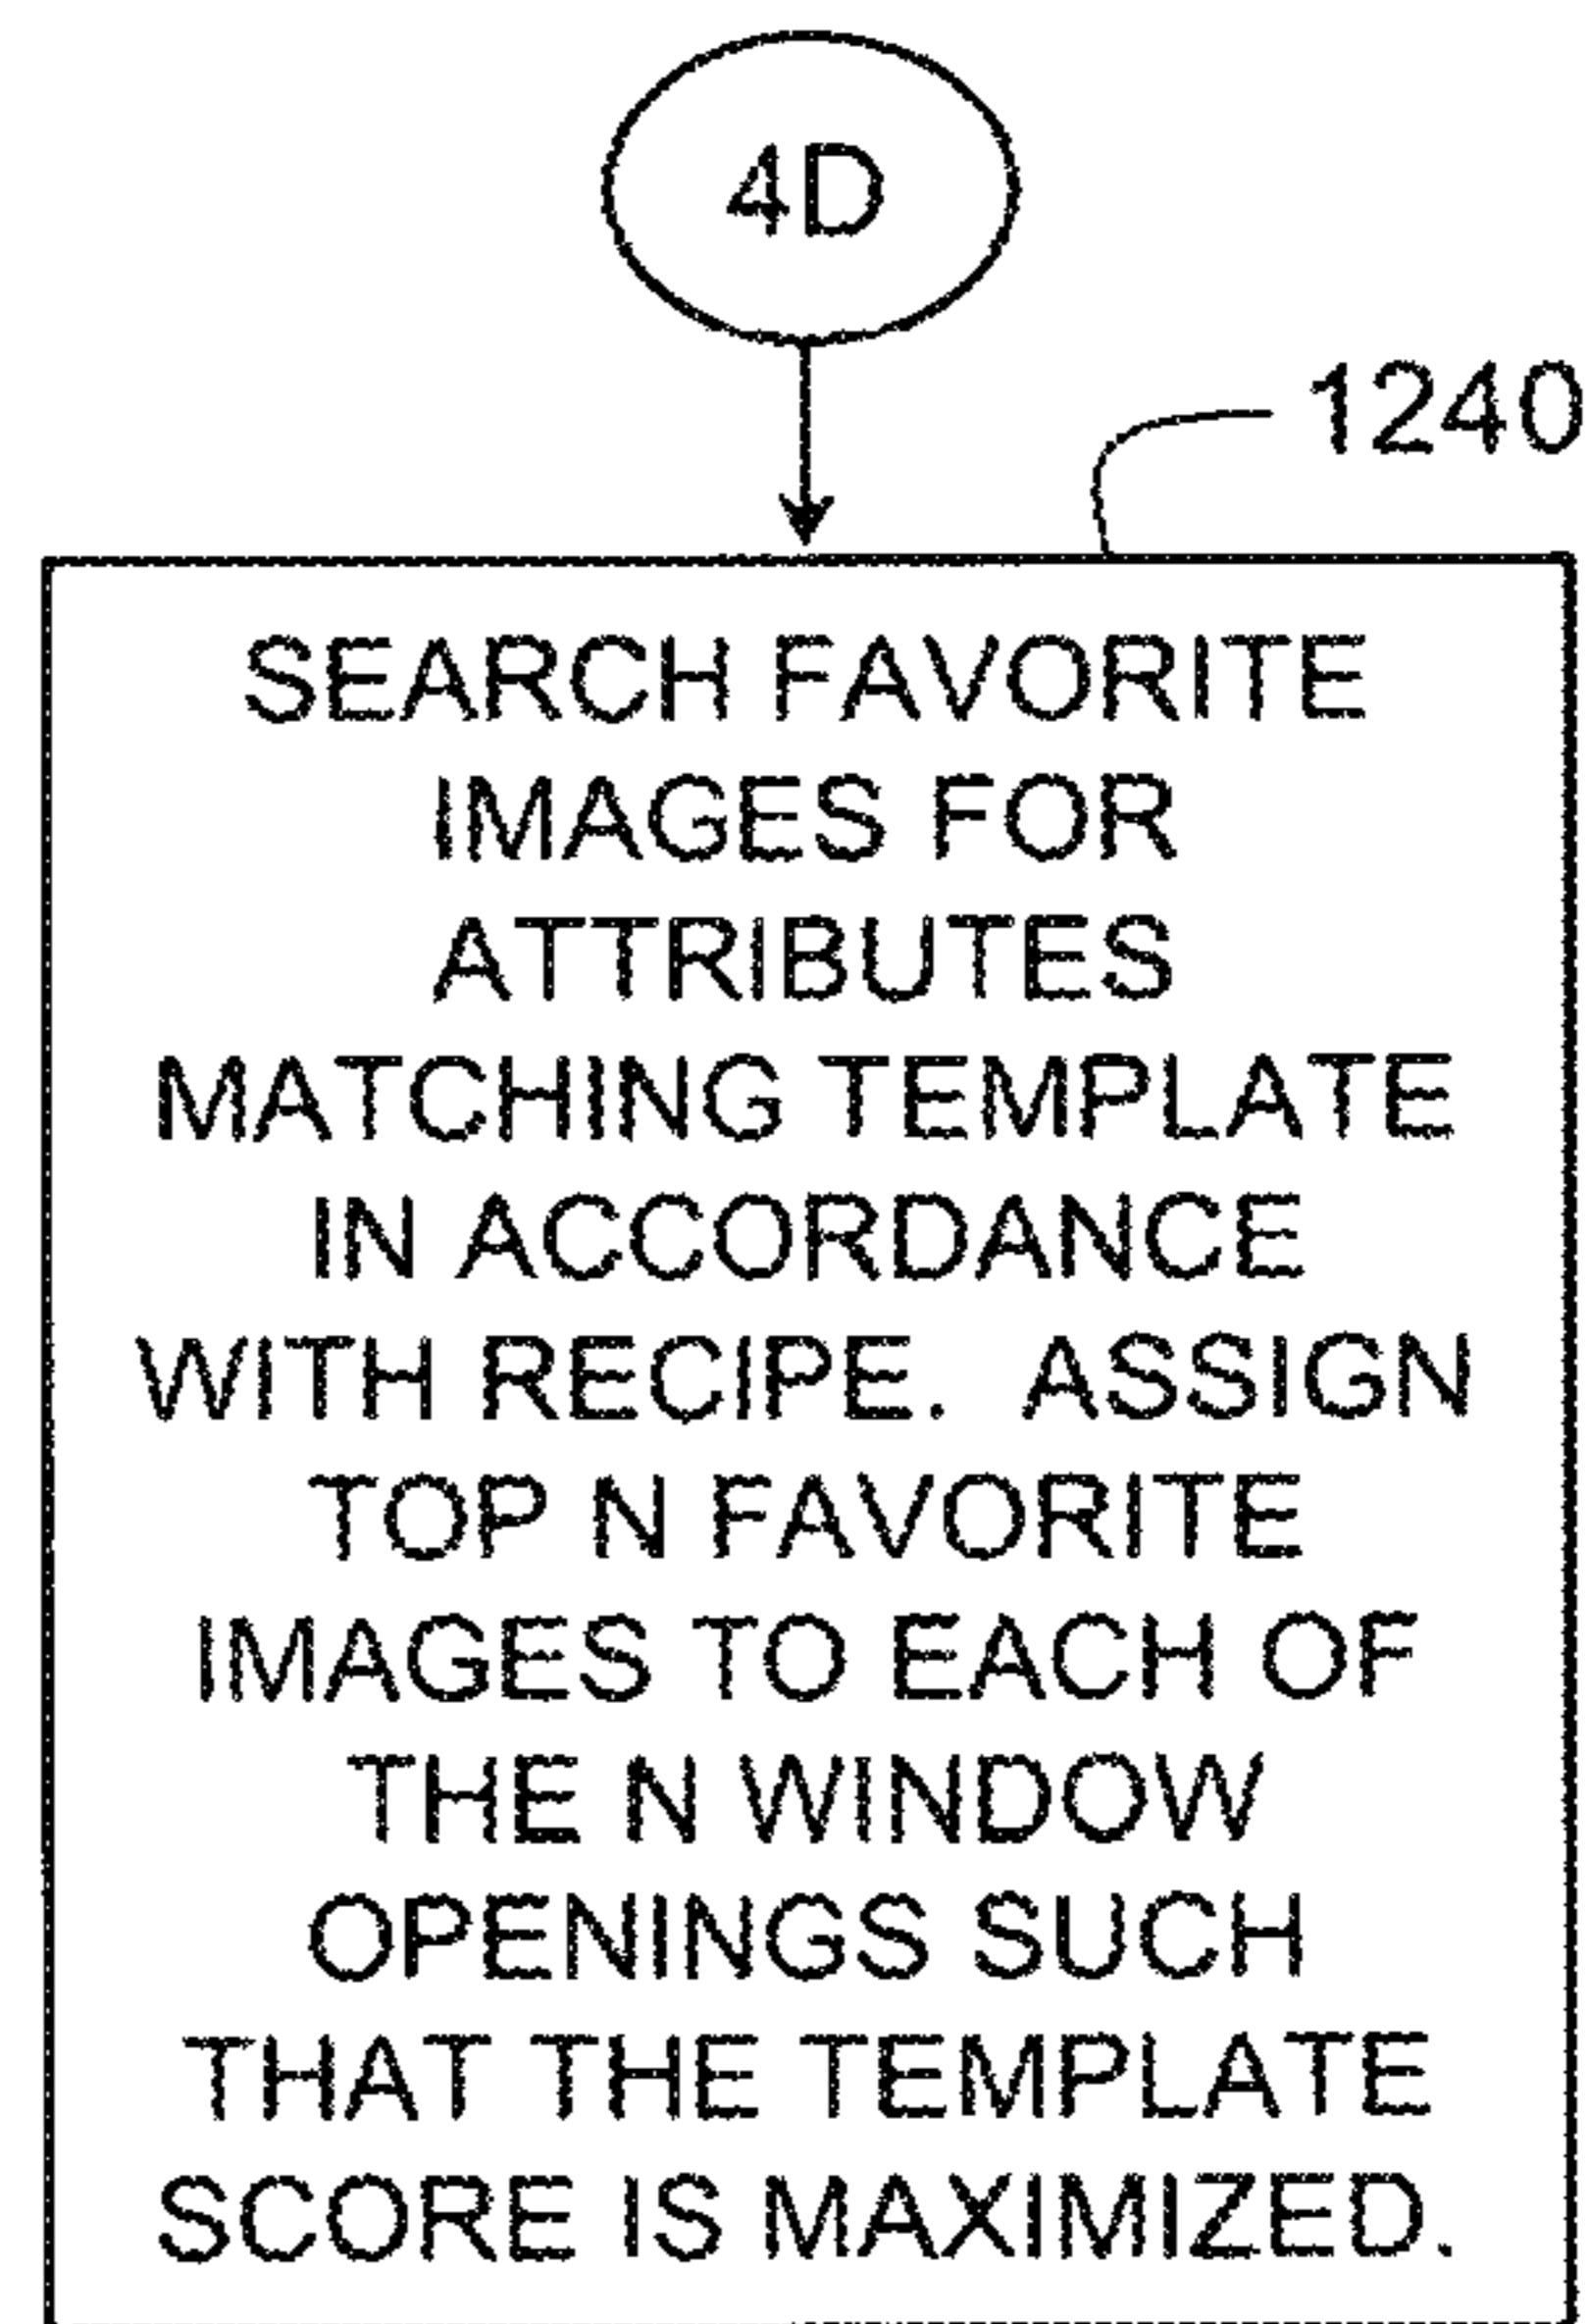 4D
1240
SEARCH FAVORITE
IMAGES FOR
ATTRIBUTES
MATCHING TEMPLATE
IN ACCORDANCE
WITH RECIPE. ASSIGN
TOP N FAVORITE
IMAGES TO EACH OF
THE N WINDOW
OPENINGS SUCH
THAT THE TEMPLATE
SCORE IS MAXIMIZED.